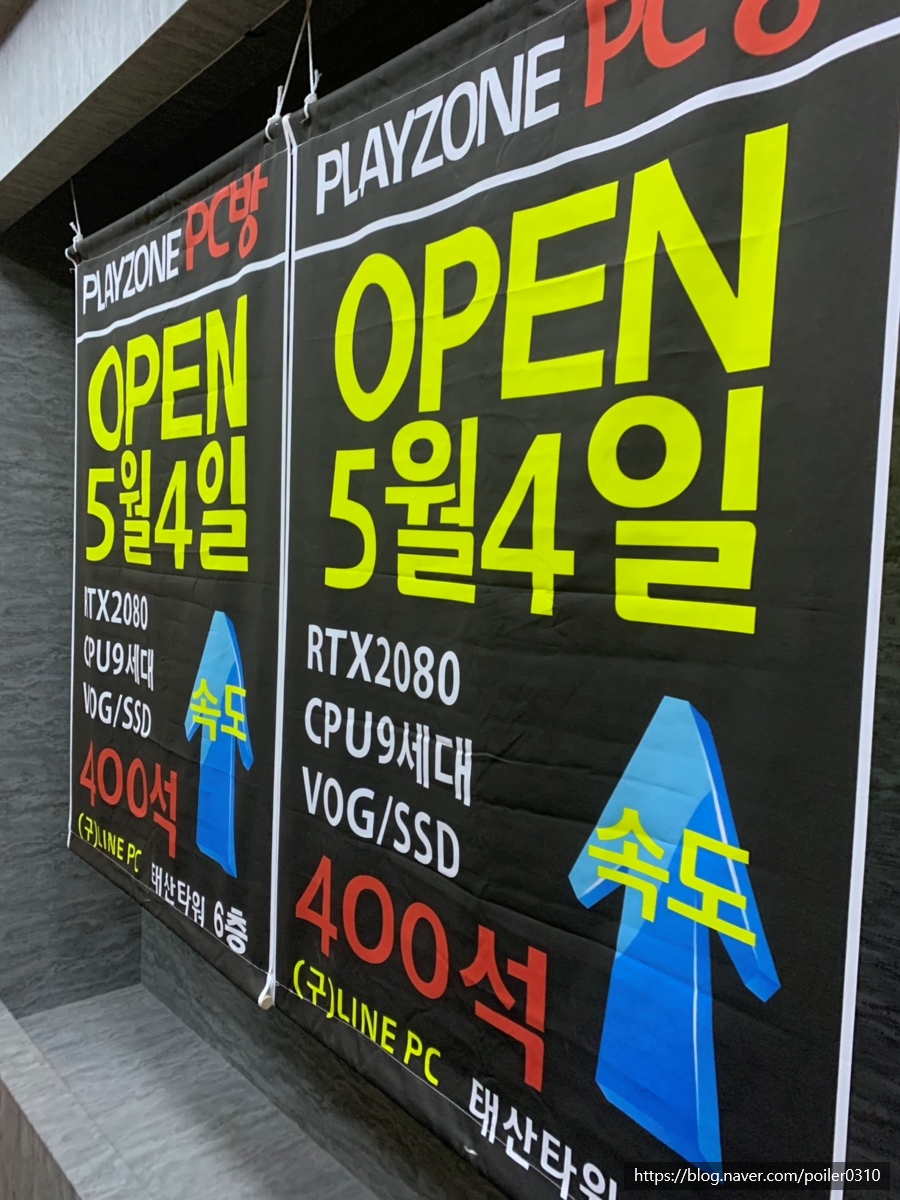 PLAYZONE PC방
OPEN
5월4일
RTX2080
CPU9세대
VOG/SSD
속도
400석
(구)LINE PC
태산타워 6층
PLAYZONE PC방
OPEN
5월4일
RTX2080
CPU9세대
VOG/SSD
속도
400석
(구)LINE PC
태산타워
https://blog.naver.com/poiler0310